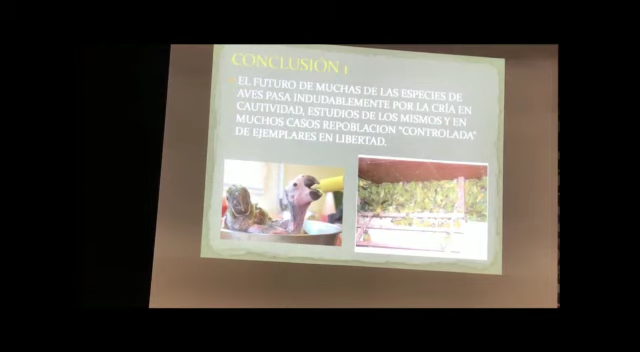 CONCLUSIÓN 1
EL FUTURO DE MUCHAS DE LAS ESPECIES DE
AVES PASA INDUDABLEMENTE POR LA CRÍA EN
CAUTIVIDAD, ESTUDIOS DE LOS MISMOS Y EN
MUCHOS CASOS REPOBLACION "CONTROLADA"
DE EJEMPLARES EN LIBERTAD.